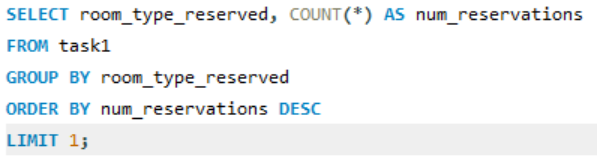 SELECT room_type_reserved, COUNT(*) AS num_reservations
FROM task1
GROUP BY room_type_reserved
ORDER BY num_reservations DESC
LIMIT 1;